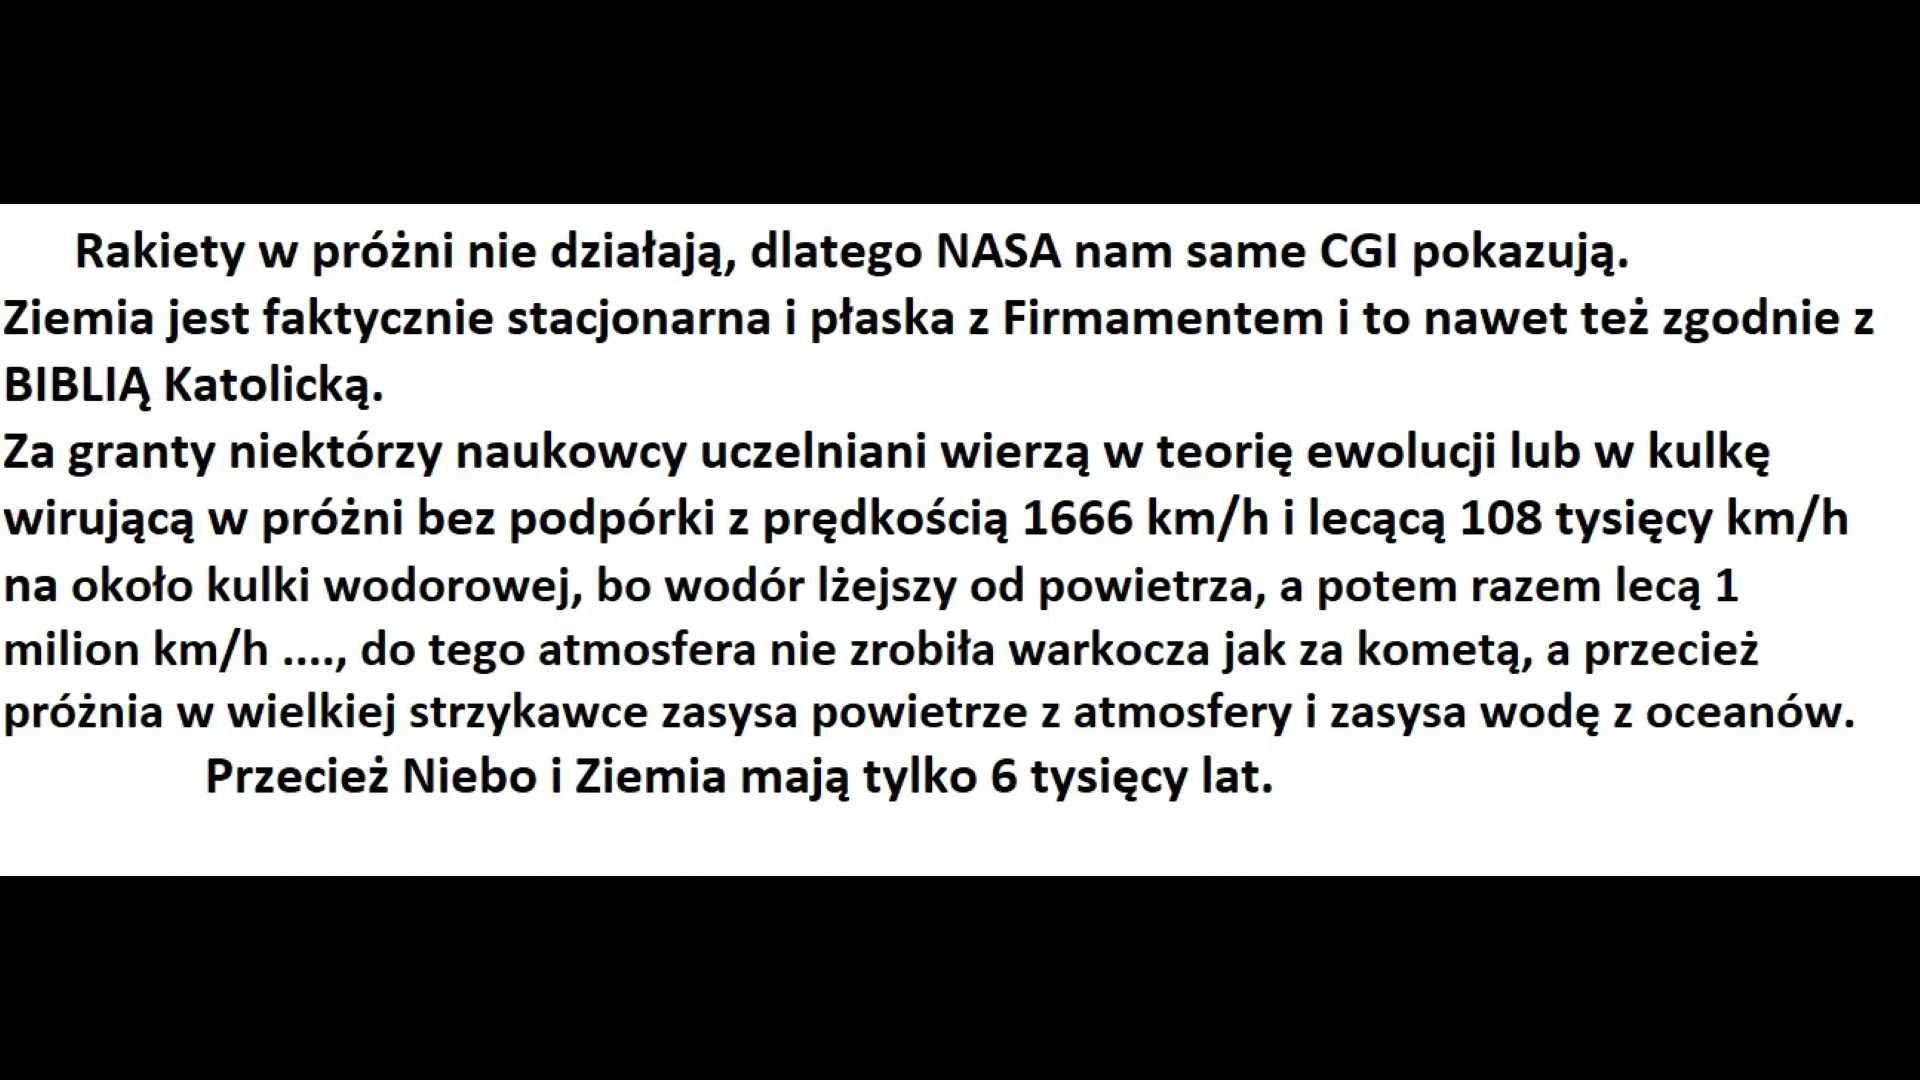 Rakiety w próżni nie działają, dlatego NASA nam same CGI pokazują.
Ziemia jest faktycznie stacjonarna i płaska z Firmamentem i to nawet też zgodnie z
BIBLIĄ Katolicką.
Za granty niektórzy naukowcy uczelniani wierzą w teorię ewolucji lub w kulkę
wirującą w próżni bez podpórki z prędkością 1666 km/h i lecącą 108 tysięcy km/h
na około kulki wodorowej, bo wodór lżejszy od powietrza, a potem razem lecą 1
milion km/h ...., do tego atmosfera nie zrobiła warkocza jak za kometą, a przecież
próżnia w wielkiej strzykawce zasysa powietrze z atmosfery i zasysa wodę z oceanów.
Przecież Niebo i Ziemia mają tylko 6 tysięcy lat.